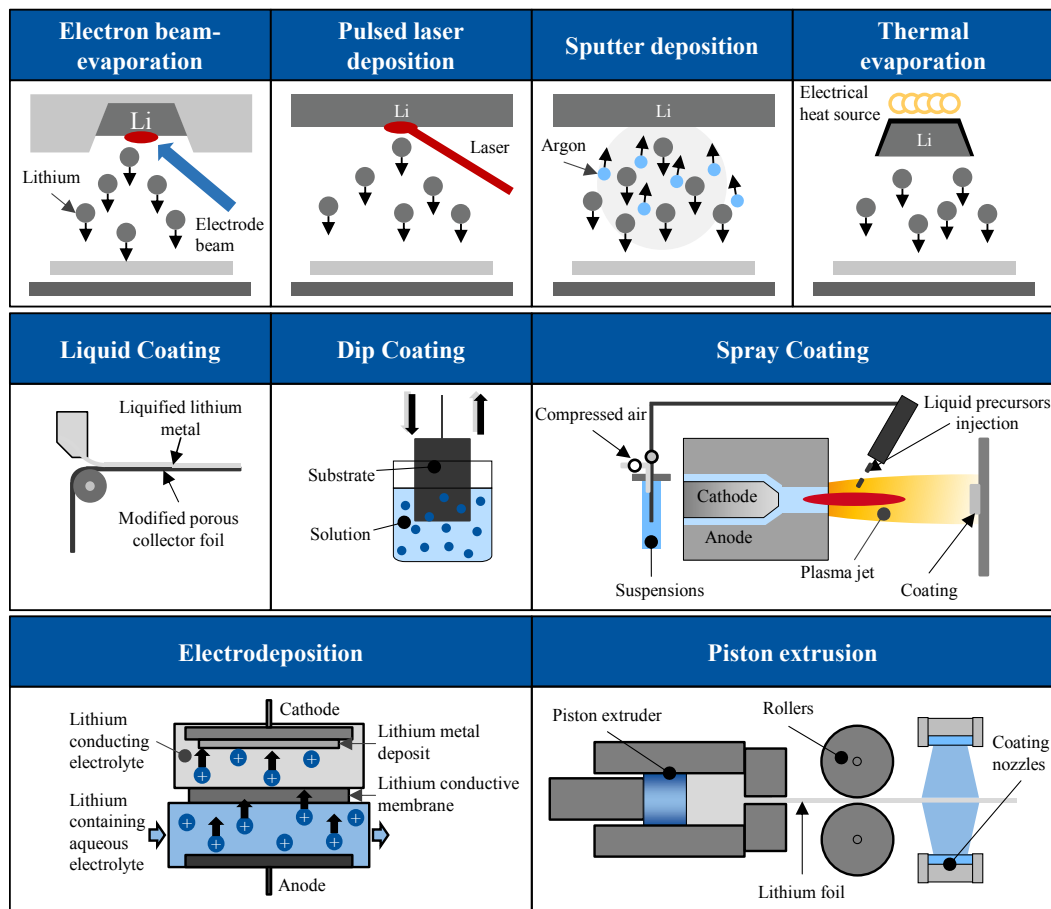 Electron beam-
evaporation
Pulsed laser
deposition
Sputter deposition
Thermal
evaporation
Li
Lithium
Electrode
beam
Li
Laser
Li
Argon
Electrical
heat source
Li
Liquid Coating
Dip Coating
Spray Coating
Liquified lithium
metal
Modified porous
collector foil
Substrate
Solution
Compressed air
Liquid precursors
injection
Cathode
Anode
Plasma jet
Suspensions
Coating
Electrodeposition
Piston extrusion
Cathode
Lithium
conducting
electrolyte
Lithium metal
deposit
Lithium conductive
membrane
Lithium
containing
aqueous
electrolyte
+ + + +
+ + + + + +
Anode
Piston extruder
Rollers
Coating
nozzles
Lithium foil